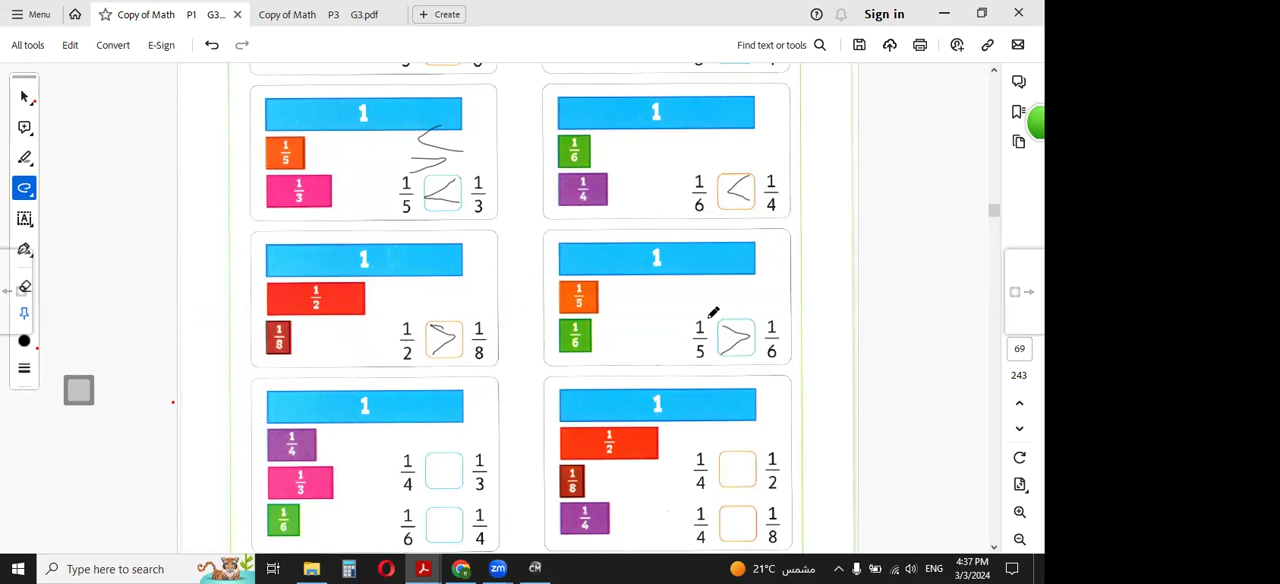 Menu
Copy of Math P1 G3...
Copy of Math P3 G3.pdf
Create
Sign in
All tools
Edit
Convert
E-Sign
Find text or tools
1
1/5
1/3
1/5 < 1/3
1
1/6
1/4
1/6 < 1/4
1
1/2
1/8
1/2 > 1/8
1
1/5
1/6
1/5 > 1/6
1
1/4
1/3
1/6
1/4 1/3
1/6 1/4
1
1/2
1/8
1/4
1/4 1/2
1/4 1/8
69
243
Type here to search
zm
21°C مشمس
ENG
4:37 PM
3/3/2024